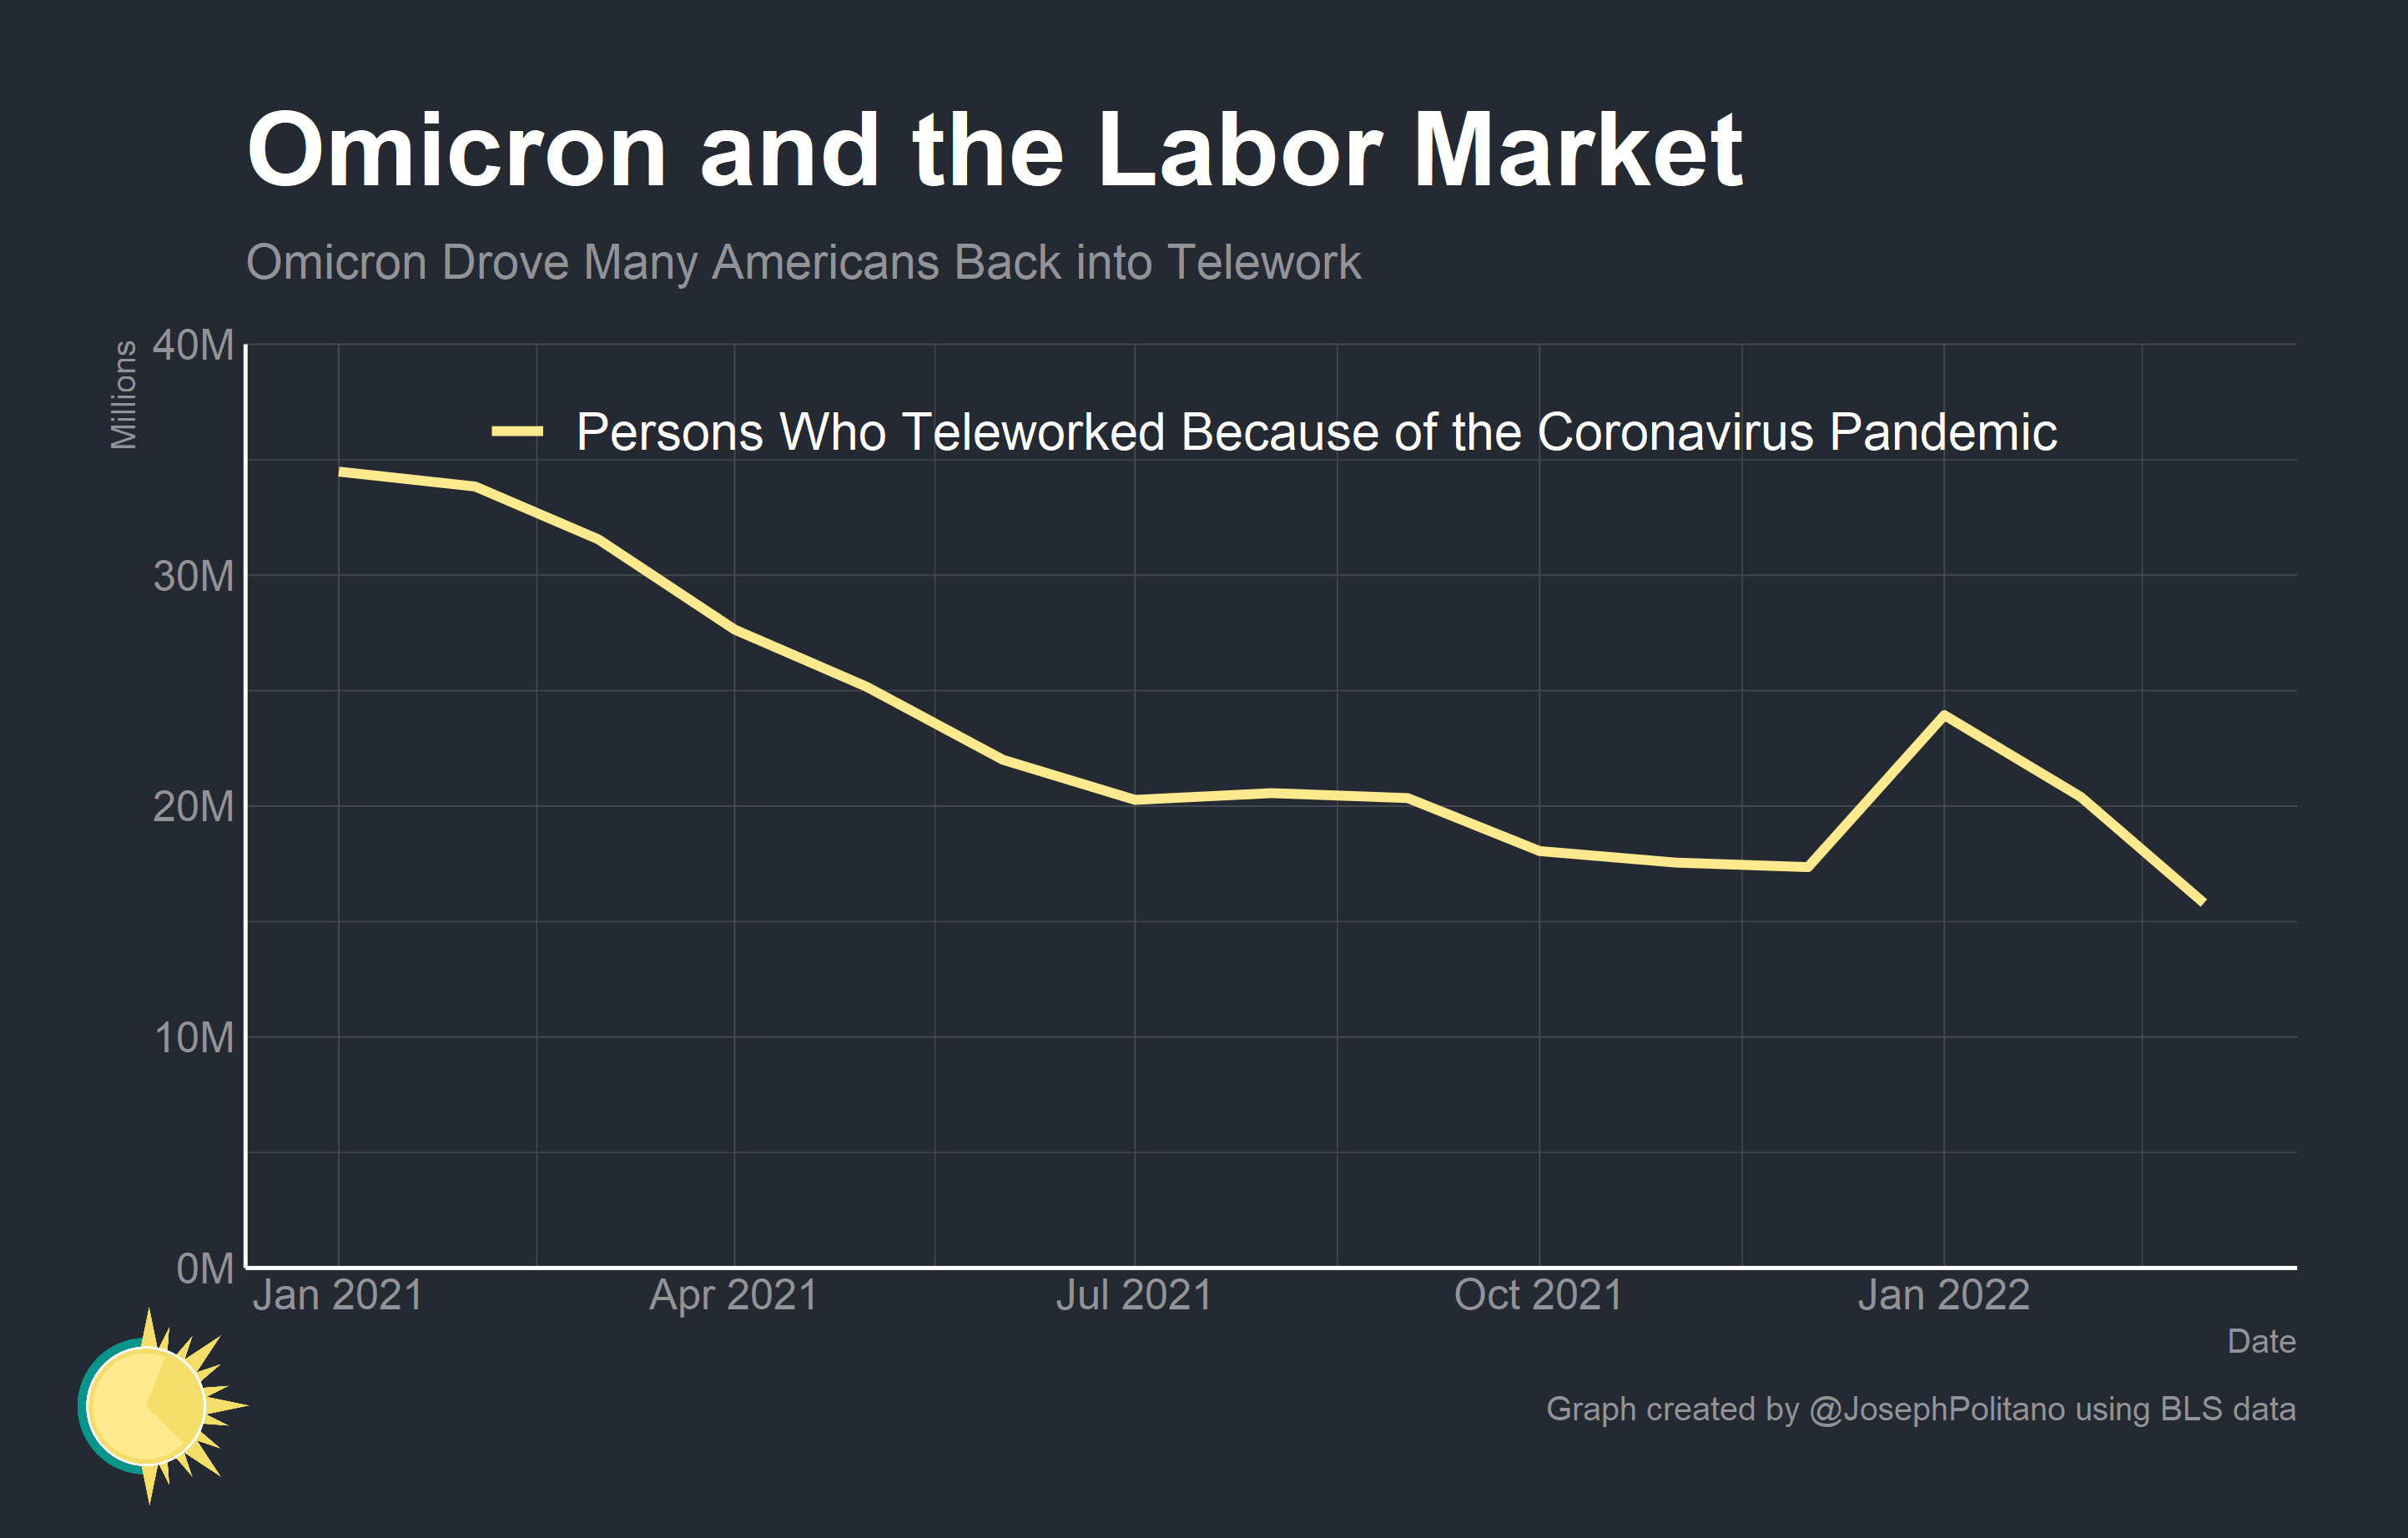 Omicron and the Labor Market
Omicron Drove Many Americans Back into Telework
Millions
40M
Persons Who Teleworked Because of the Coronavirus Pandemic
30M
20M
10M
0M
Jan 2021 Apr 2021 Jul 2021 Oct 2021 Jan 2022
Date
Graph created by @JosephPolitano using BLS data